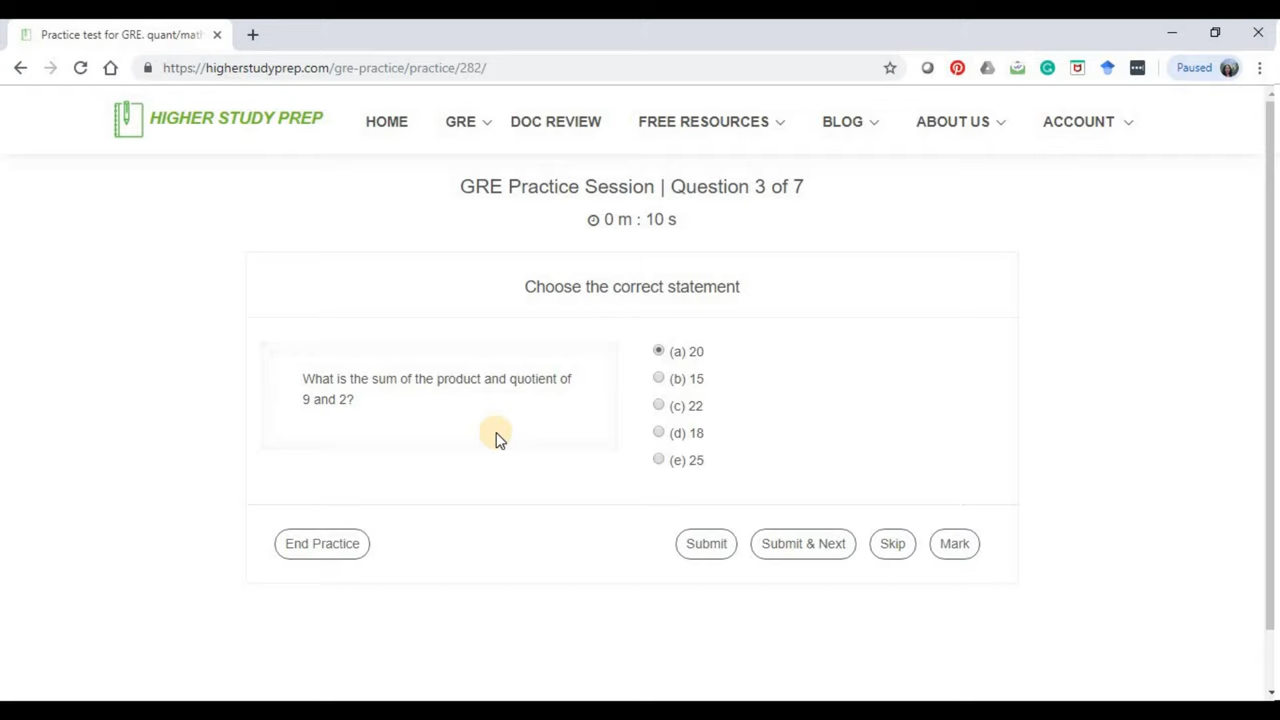 Practice test for GRE. quant/mat
https://higherstudyprep.com/gre-practice/practice/282/
Paused
HIGHER STUDY PREP
HOME
GRE
DOC REVIEW
FREE RESOURCES
BLOG
ABOUT US
ACCOUNT
GRE Practice Session | Question 3 of 7
0 m : 10 s
Choose the correct statement
What is the sum of the product and quotient of
9 and 2?
(a) 20
(b) 15
(c) 22
(d) 18
(e) 25
End Practice
Submit
Submit & Next
Skip
Mark